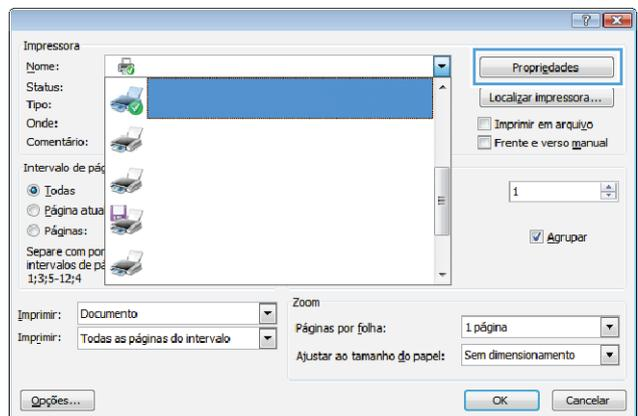 Impressora
Nome:
Propriedades
Status:
Tipo:
Localizar impressora...
Onde:
Imprimir em arquivo
Comentário:
Frente e verso manual
Intervalo de pág
Todas
1
Página atua
Páginas:
Agrupar
Separe com por
intervalos de pá
1;3;5-12;4
Imprimir: Documento
Imprimir: Todas as páginas do intervalo
Zoom
Páginas por folha: 1 página
Ajustar ao tamanho do papel: Sem dimensionamento
Opções...
OK
Cancelar